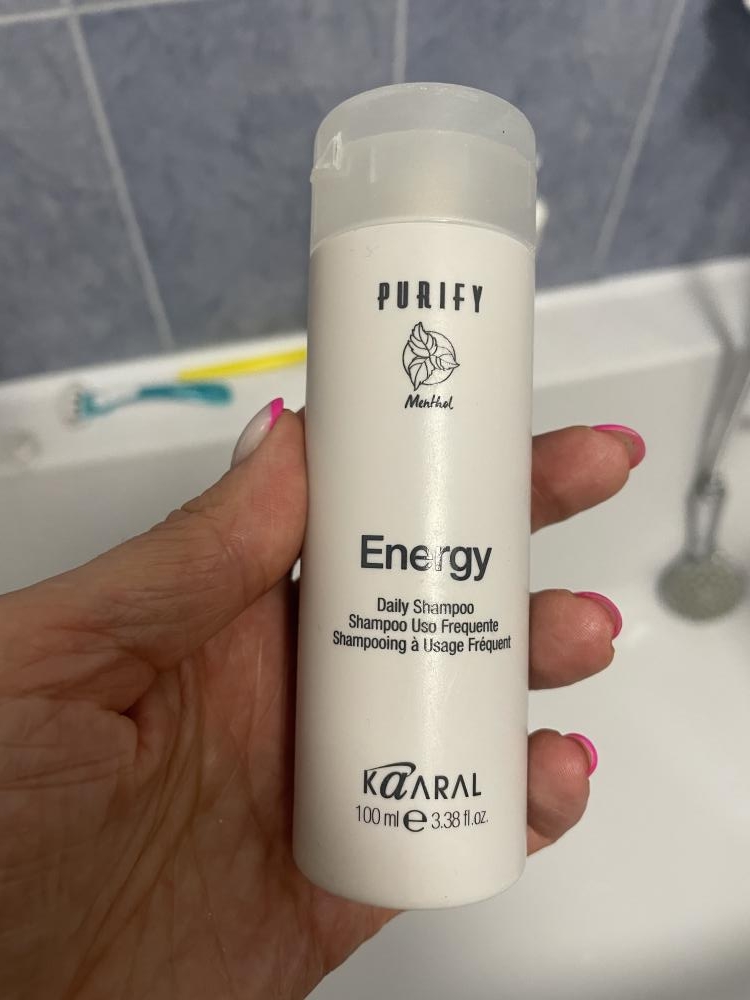 PURIFY
Menthol
Energy
Daily Shampoo
Shampoo Uso Frequente
Shampooing à Usage Fréquent
KAARAL
100 ml e 3.38 fl.oz.